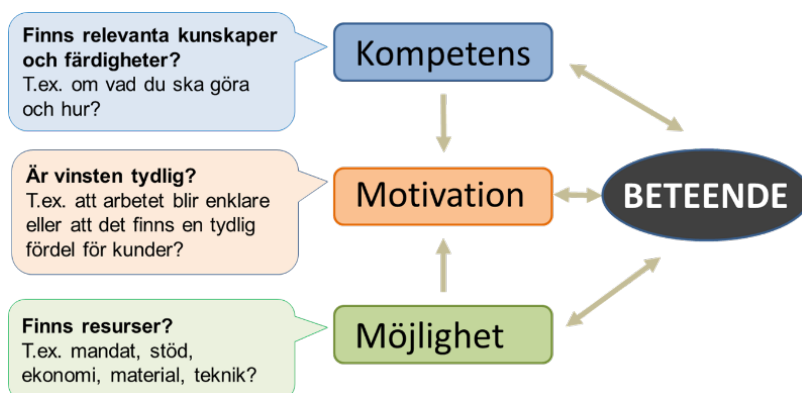 Finns relevanta kunskaper
och färdigheter?
T.ex. om vad du ska göra
och hur?
Kompetens
Är vinsten tydlig?
T.ex. att arbetet blir enklare
eller att det finns en tydlig
fördel för kunder?
Motivation
BETEENDE
Finns resurser?
T.ex. mandat, stöd,
ekonomi, material, teknik?
Möjlighet